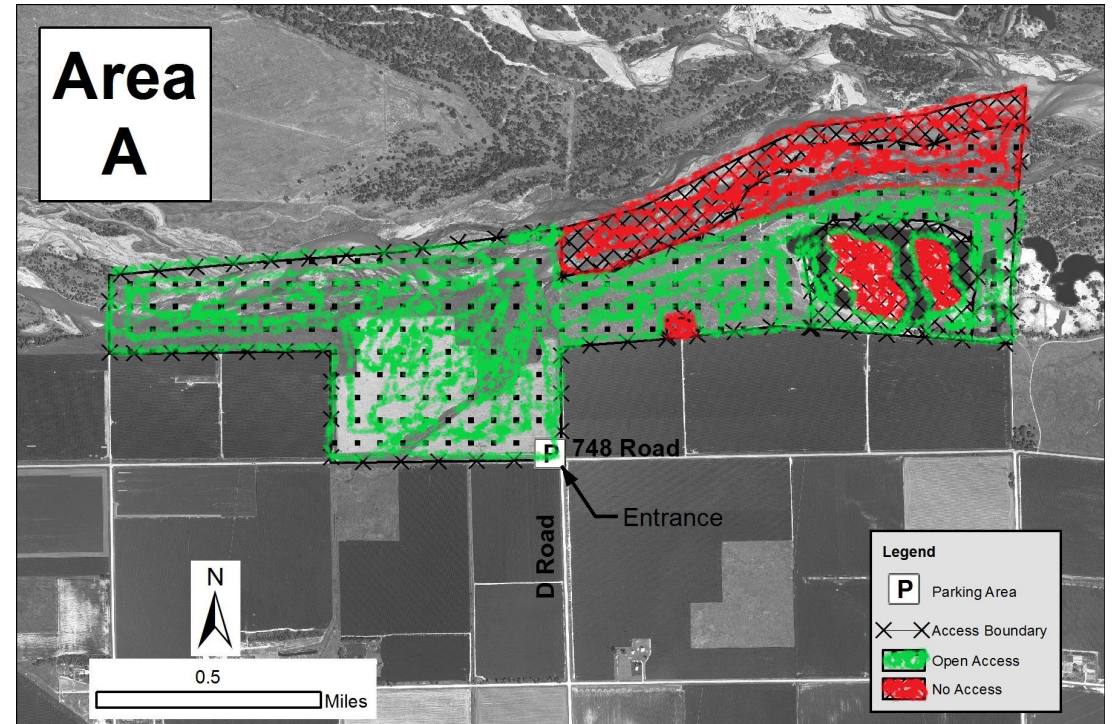 Area
A
P
748 Road
Entrance
D Road
N
0.5
Miles
Legend
P
Parking Area
Access Boundary
Open Access
No Access